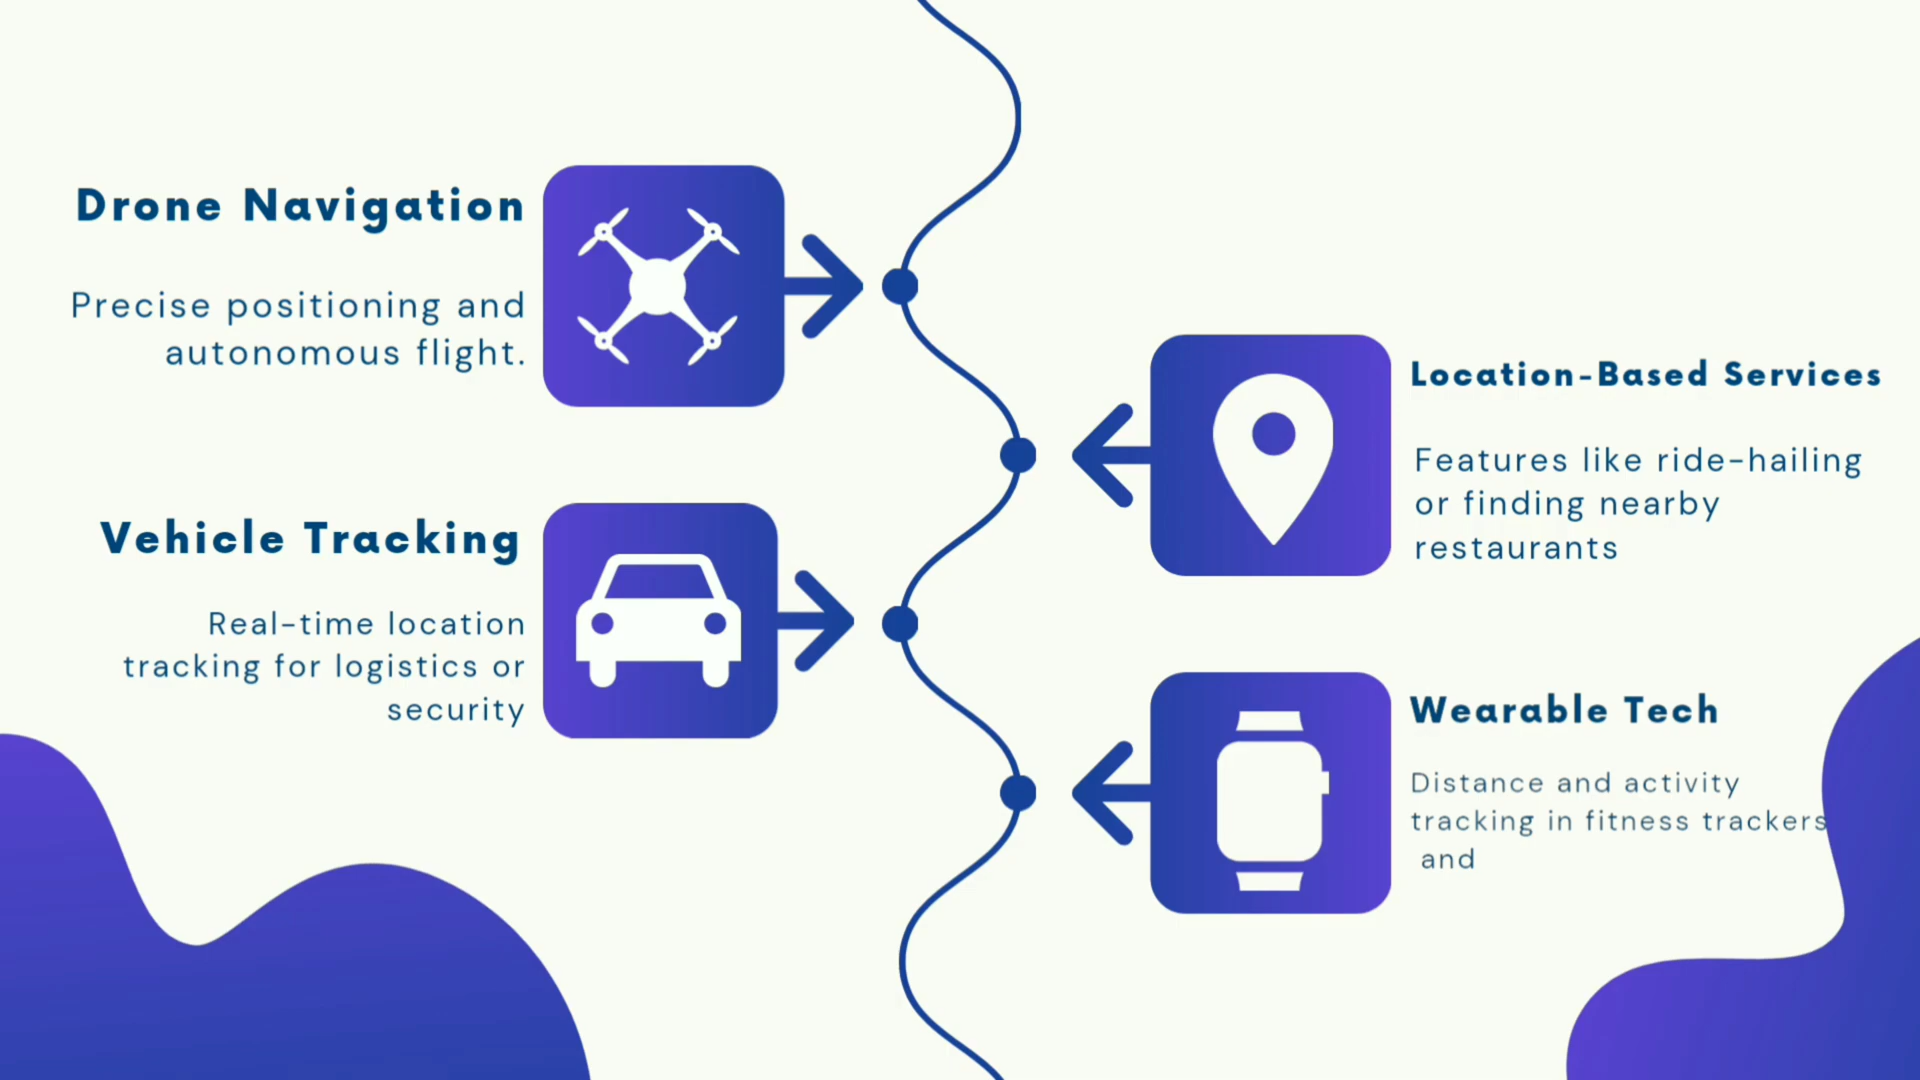 Drone Navigation
Precise positioning and
autonomous flight.
Location-Based Services
Features like ride-hailing
or finding nearby
restaurants
Vehicle Tracking
Real-time location
tracking for logistics or
security
Wearable Tech
Distance and activity
tracking in fitness trackers
and